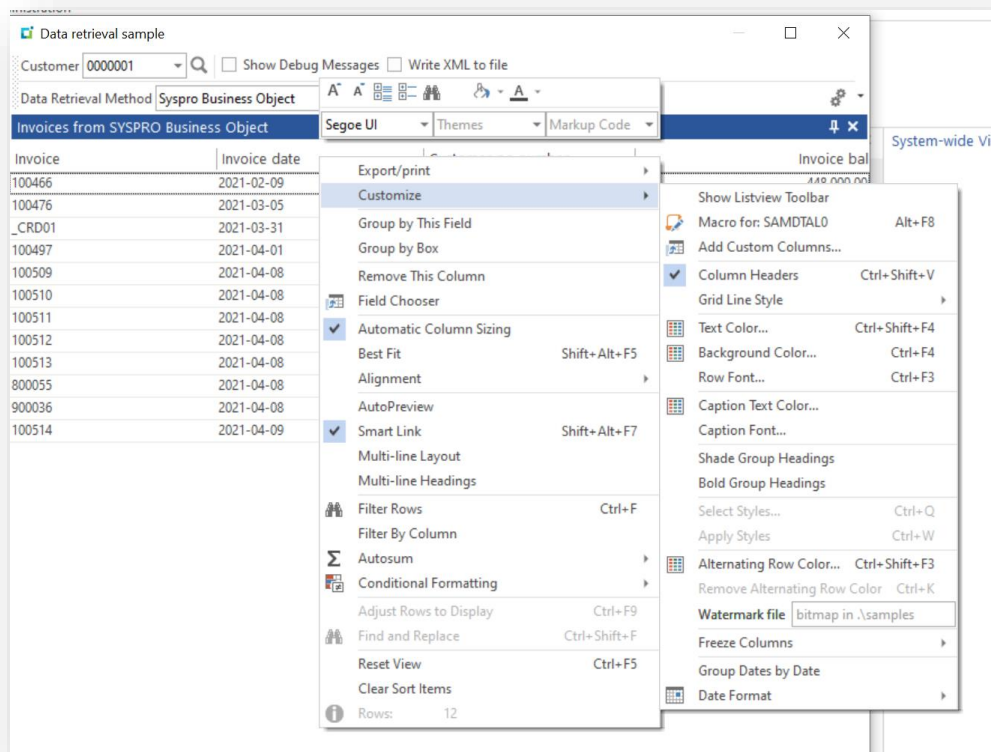 Data retrieval sample
Customer 0000001 Show Debug Messages Write XML to file
Data Retrieval Method Syspro Business Object
A A A
Segoe UI Themes Markup Code
Invoices from SYSPRO Business Object
System-wide Vi
Invoice Invoice date Invoice bal
100466 2021-02-09 448 000.00
100476 2021-03-05
_CRD01 2021-03-31
100497 2021-04-01
100509 2021-04-08
100510 2021-04-08
100511 2021-04-08
100512 2021-04-08
100513 2021-04-08
800055 2021-04-08
900036 2021-04-08
100514 2021-04-09
Export/print
Customize
Group by This Field
Group by Box
Remove This Column
Field Chooser
Automatic Column Sizing
Best Fit Shift+Alt+F5
Alignment
AutoPreview
Smart Link Shift+Alt+F7
Multi-line Layout
Multi-line Headings
Filter Rows Ctrl+F
Filter By Column
Autosum
Conditional Formatting
Adjust Rows to Display Ctrl+F9
Find and Replace Ctrl+Shift+F
Reset View Ctrl+F5
Clear Sort Items
Rows: 12
Show Listview Toolbar
Macro for: SAMDTAL0 Alt+F8
Add Custom Columns...
Column Headers Ctrl+Shift+V
Grid Line Style
Text Color... Ctrl+Shift+F4
Background Color... Ctrl+F4
Row Font... Ctrl+F3
Caption Text Color...
Caption Font...
Shade Group Headings
Bold Group Headings
Select Styles... Ctrl+Q
Apply Styles Ctrl+W
Alternating Row Color... Ctrl+Shift+F3
Remove Alternating Row Color Ctrl+K
Watermark file bitmap in .\samples
Freeze Columns
Group Dates by Date
Date Format